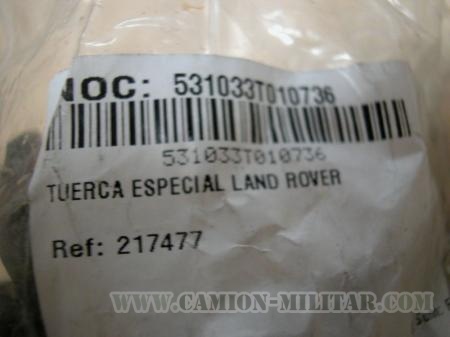 NOC: 531033T010736
531033T010736
TUERCA ESPECIAL LAND ROVER
Ref: 217477
WWW.CAMION-MILITAR.COM